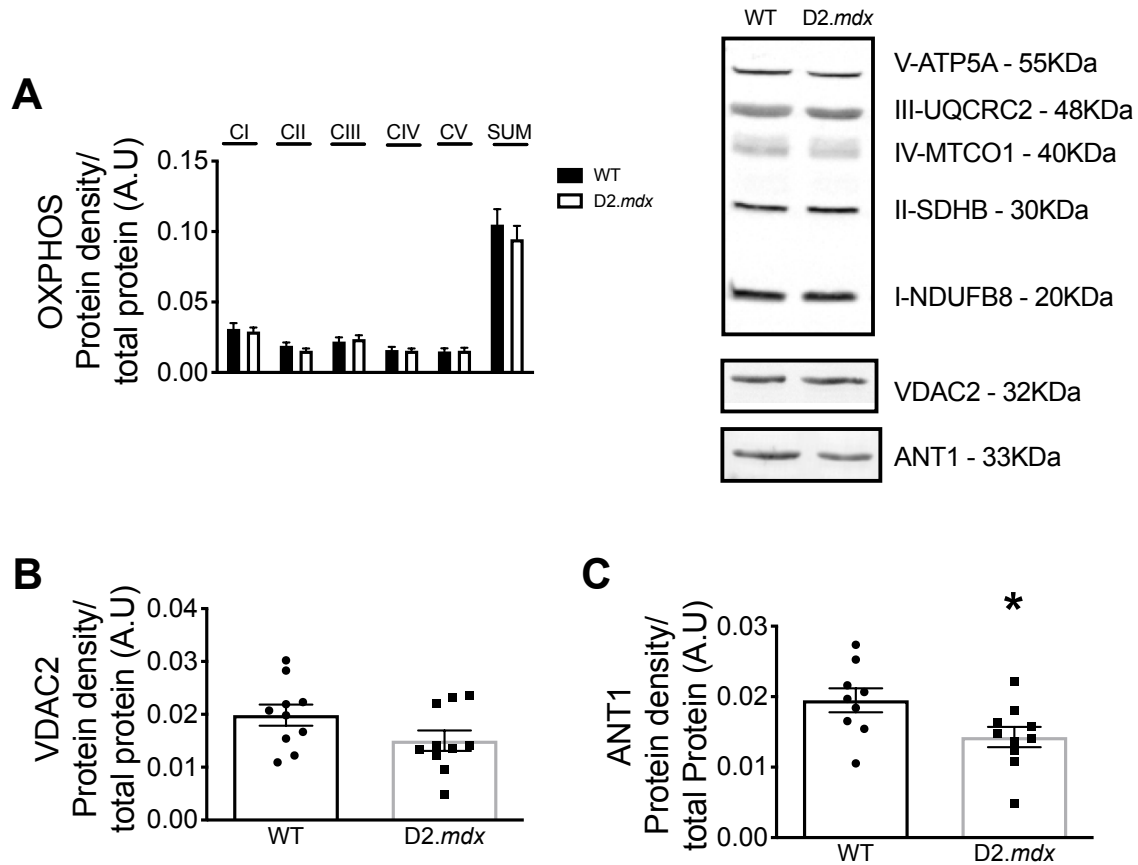 A
CI CII CIII CIV CV SUM
OXPHOS
Protein density/
total protein (A.U)
0.15
0.10
0.05
0.00
WT
D2.mdx
WT D2.mdx
V-ATP5A - 55KDa
III-UQCRC2 - 48KDa
IV-MTCO1 - 40KDa
II-SDHB - 30KDa
I-NDUFB8 - 20KDa
VDAC2 - 32KDa
ANT1 - 33KDa
B
VDAC2
Protein density/
total protein (A.U)
0.04
0.03
0.02
0.01
0.00
WT D2.mdx
C
ANT1
Protein density/
total Protein (A.U)
0.03
0.02
0.01
0.00
*
WT D2.mdx